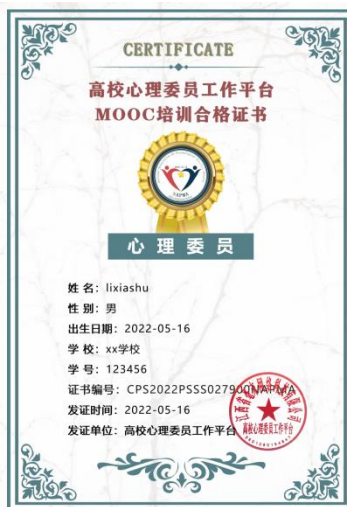 CERTIFICATE
高校心理委员工作平台
MOOC培训合格证书
心理委员
姓 名：lixiashu
性 别：男
出生日期：2022-05-16
学 校：xx学校
学 号：123456
证书编号：CPS2022PSSS027900NAPMA
发证时间：2022-05-16
发证单位：高校心理委员工作平台
高校心理委员工作平台